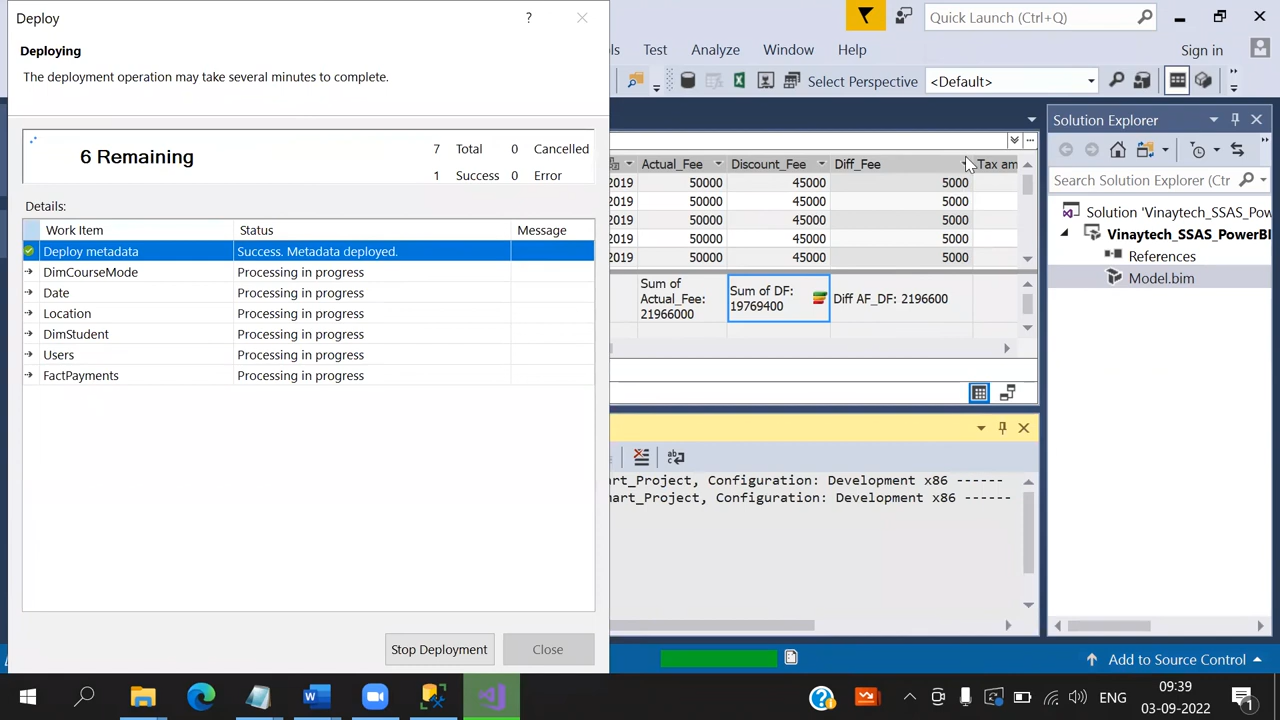 Deploy
?
Deploying
The deployment operation may take several minutes to complete.
6 Remaining
7 Total 0 Cancelled
1 Success 0 Error
Details:
Work Item Status Message
Deploy metadata Success. Metadata deployed.
DimCourseMode Processing in progress
Date Processing in progress
Location Processing in progress
DimStudent Processing in progress
Users Processing in progress
FactPayments Processing in progress
Stop Deployment Close
Quick Launch (Ctrl+Q)
ls Test Analyze Window Help Sign in
Select Perspective <Default>
Actual_Fee Discount_Fee Diff_Fee Tax am
2019 50000 45000 5000
2019 50000 45000 5000
2019 50000 45000 5000
2019 50000 45000 5000
2019 50000 45000 5000
Sum of
Actual_Fee:
21966000
Sum of DF:
19769400
Diff AF_DF: 2196600
art_Project, Configuration: Development x86 ------
art_Project, Configuration: Development x86 ------
Solution Explorer
Search Solution Explorer (Ctr
Solution 'Vinaytech_SSAS_Pow
Vinaytech_SSAS_PowerBI
References
Model.bim
Add to Source Control
ENG
09:39
03-09-2022
1